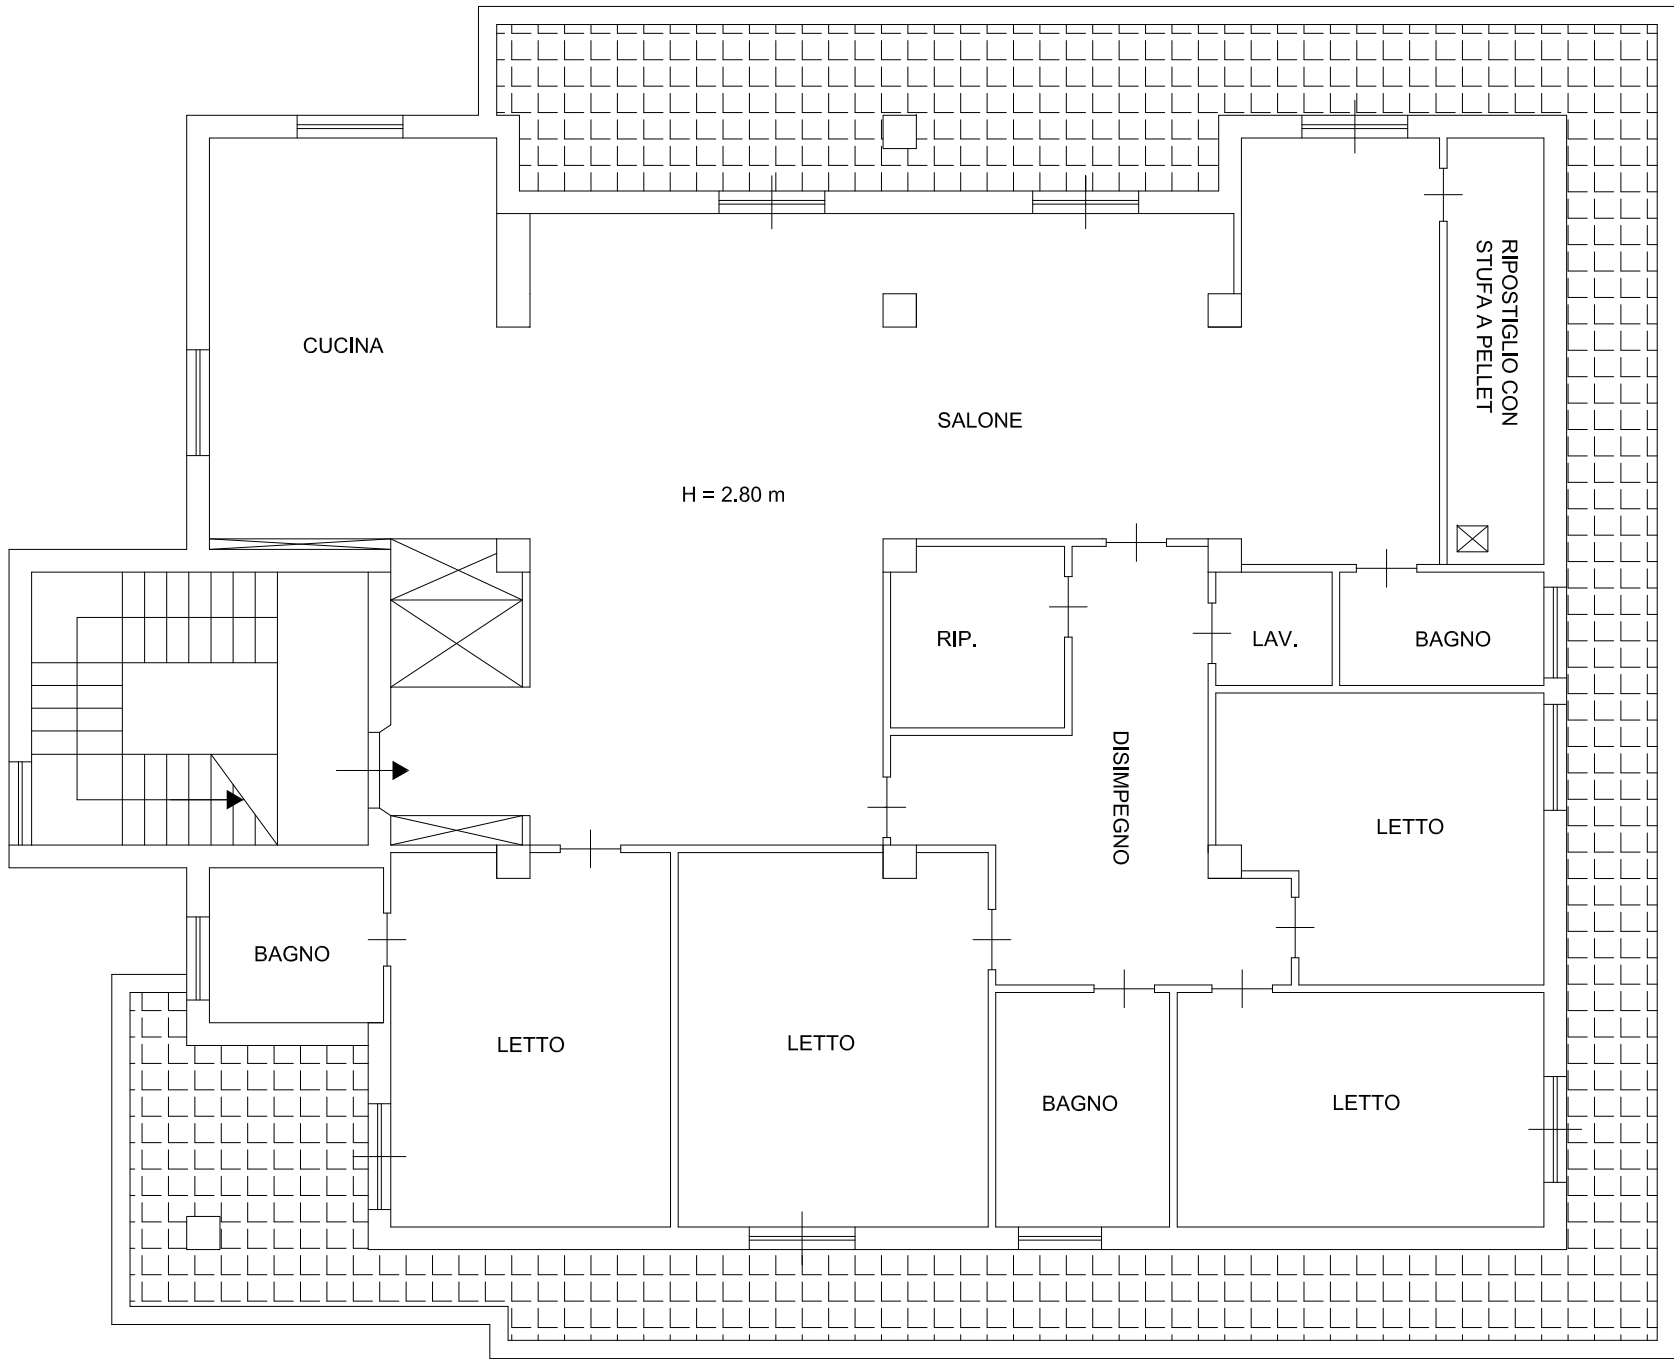 CUCINA
RIPOSTIGLIO CON
STUFA A PELLET
SALONE
H = 2.80 m
RIP.
LAV.
BAGNO
DISIMPEGNO
LETTO
BAGNO
LETTO
LETTO
BAGNO
LETTO